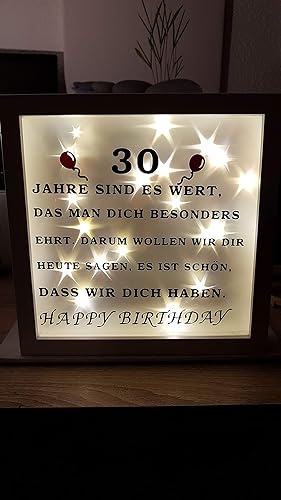 30
JAHRE SIND ES WERT,
DAS MAN DICH BESONDERS
EHRT, DARUM WOLLEN WIR DIR
HEUTE SAGEN, ES IST SCHÖN,
DASS WIR DICH HABEN.
HAPPY BIRTHDAY